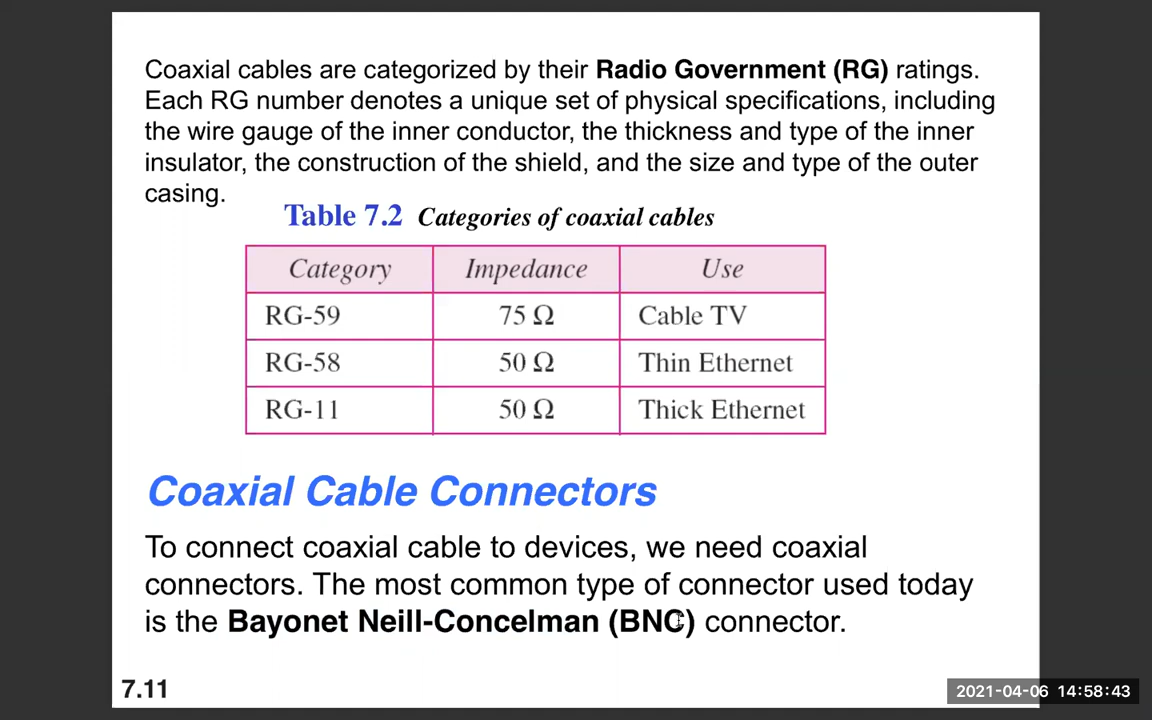 Coaxial cables are categorized by their Radio Government (RG) ratings.
Each RG number denotes a unique set of physical specifications, including
the wire gauge of the inner conductor, the thickness and type of the inner
insulator, the construction of the shield, and the size and type of the outer
casing.
Table 7.2 Categories of coaxial cables
Category Impedance Use
RG-59 75 Ω Cable TV
RG-58 50 Ω Thin Ethernet
RG-11 50 Ω Thick Ethernet
Coaxial Cable Connectors
To connect coaxial cable to devices, we need coaxial
connectors. The most common type of connector used today
is the Bayonet Neill-Concelman (BNC) connector.
7.11
2021-04-06 14:58:43